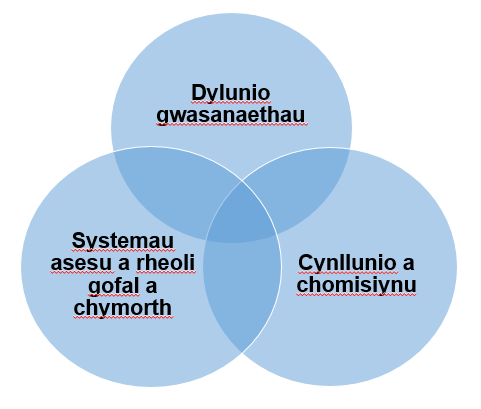 Dylunio
gwasanaethau
Systemau
asesu a rheoli
gofal a
chymorth
Cynllunio a
chomisiynu